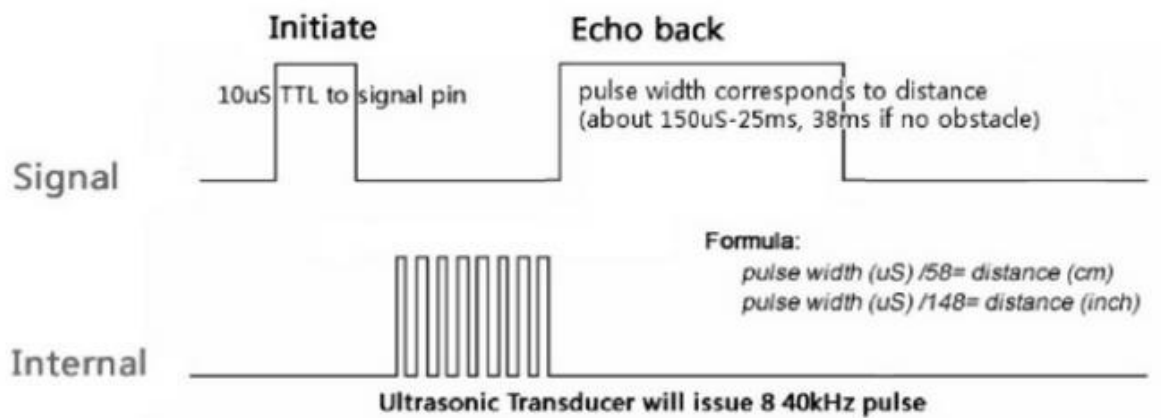 Initiate
Echo back
10uS TTL to signal pin
pulse width corresponds to distance
(about 150uS-25ms, 38ms if no obstacle)
Signal
Formula:
pulse width (uS) /58= distance (cm)
pulse width (uS) /148= distance (inch)
Internal
Ultrasonic Transducer will issue 8 40kHz pulse